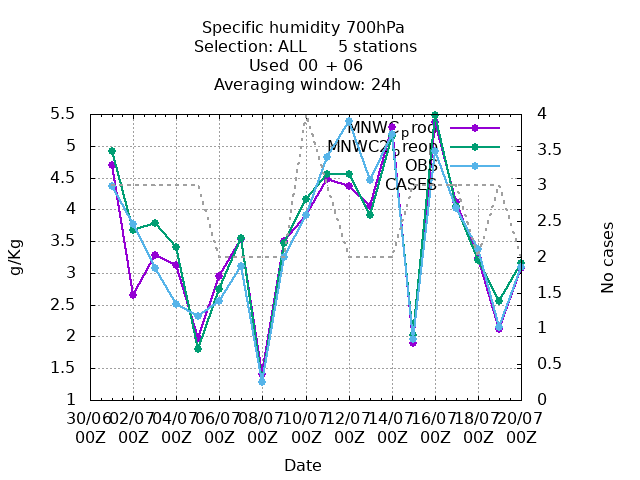 Specific humidity 700hPa
Selection: ALL 5 stations
Used 00 + 06
Averaging window: 24h
5.5
5
4.5
4
3.5
3
2.5
2
1.5
1
g/Kg
4
3.5
3
2.5
2
1.5
1
0.5
0
No cases
MNWC_prod
MNWC2_preop
OBS
CASES
30/06 02/07 04/07 06/07 08/07 10/07 12/07 14/07 16/07 18/07 20/07
00Z 00Z 00Z 00Z 00Z 00Z 00Z 00Z 00Z 00Z 00Z
Date